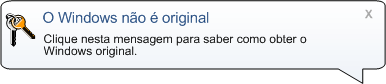 O Windows não é original
X
Clique nesta mensagem para saber como obter o
Windows original.